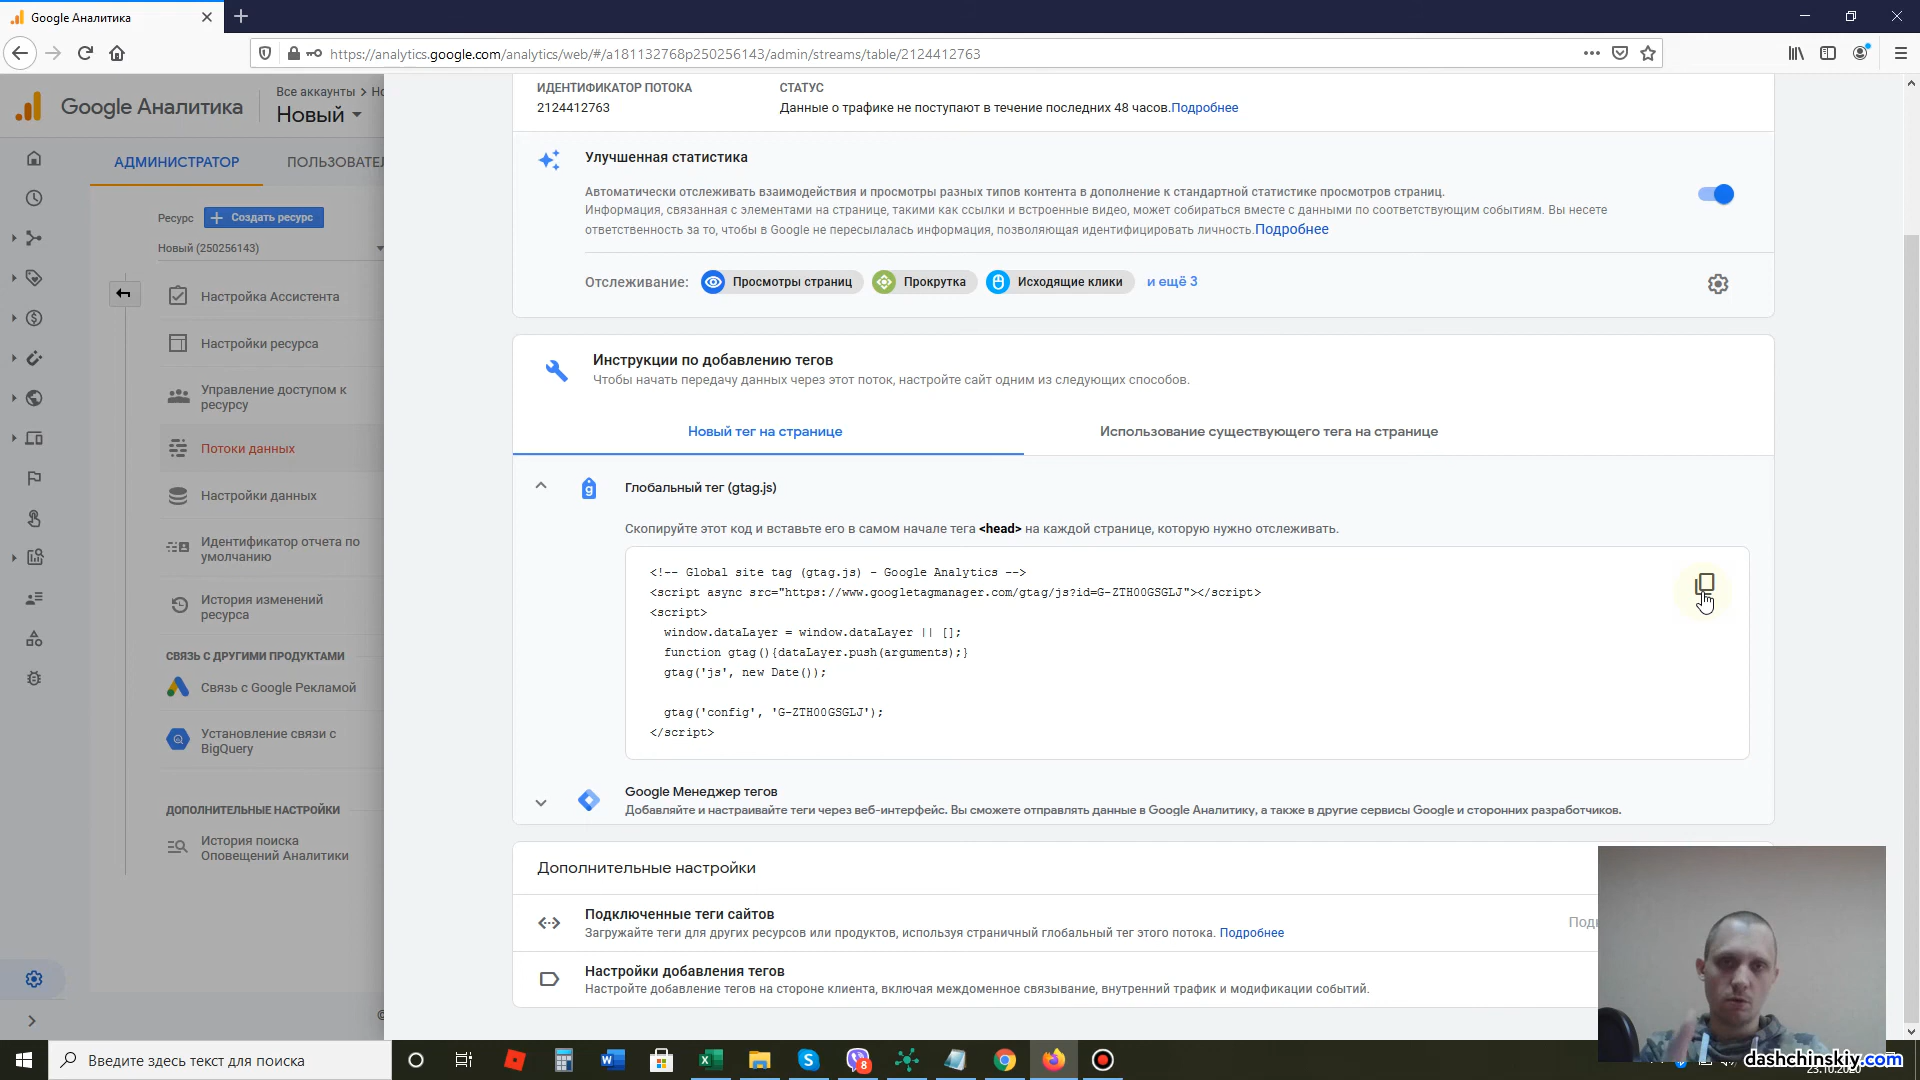 Google Аналитика
https://analytics.google.com/analytics/web/#/a181132768p250256143/admin/streams/table/2124412763
Google Аналитика
Все аккаунты > Но
Новый
АДМИНИСТРАТОР
ПОЛЬЗОВАТЕЛ
Ресурс
Создать ресурс
Новый (250256143)
Настройка Ассистента
Настройки ресурса
Управление доступом к
ресурсу
Потоки данных
Настройки данных
Идентификатор отчета по
умолчанию
История изменений
ресурса
СВЯЗЬ С ДРУГИМИ ПРОДУКТАМИ
Связь с Google Рекламой
Установление связи с
BigQuery
ДОПОЛНИТЕЛЬНЫЕ НАСТРОЙКИ
История поиска
Оповещений Аналитики
©
ИДЕНТИФИКАТОР ПОТОКА
2124412763
СТАТУС
Данные о трафике не поступают в течение последних 48 часов.Подробнее
Улучшенная статистика
Автоматически отслеживать взаимодействия и просмотры разных типов контента в дополнение к стандартной статистике просмотров страниц.
Информация, связанная с элементами на странице, такими как ссылки и встроенные видео, может собираться вместе с данными по соответствующим событиям. Вы несете
ответственность за то, чтобы в Google не пересылалась информация, позволяющая идентифицировать личность.Подробнее
Отслеживание:
Просмотры страниц
Прокрутка
Исходящие клики
и ещё 3
Инструкции по добавлению тегов
Чтобы начать передачу данных через этот поток, настройте сайт одним из следующих способов.
Новый тег на странице
Использование существующего тега на странице
Глобальный тег (gtag.js)
Скопируйте этот код и вставьте его в самом начале тега <head> на каждой странице, которую нужно отслеживать.
<!-- Global site tag (gtag.js) - Google Analytics -->
<script async src="https://www.googletagmanager.com/gtag/js?id=G-ZTH00GSGLJ"></script>
<script>
window.dataLayer = window.dataLayer || [];
function gtag(){dataLayer.push(arguments);}
gtag('js', new Date());
gtag('config', 'G-ZTH00GSGLJ');
</script>
Google Менеджер тегов
Добавляйте и настраивайте теги через веб-интерфейс. Вы сможете отправлять данные в Google Аналитику, а также в другие сервисы Google и сторонних разработчиков.
Дополнительные настройки
Подключенные теги сайтов
Загружайте теги для других ресурсов или продуктов, используя страничный глобальный тег этого потока. Подробнее
Настройки добавления тегов
Настройте добавление тегов на стороне клиента, включая междоменное связывание, внутренний трафик и модификации событий.
Введите здесь текст для поиска
8
dashchinskiy.com
23.10.2020